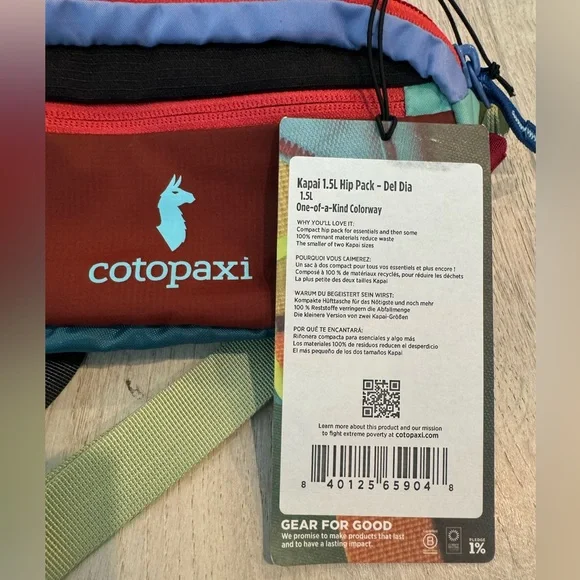 cotopaxi
Kapai 1.5L Hip Pack - Del Dia
1.5L
One-of-a-Kind Colorway
WHY YOU'LL LOVE IT:
Compact hip pack for essentials and then some
100% remnant materials reduce waste
The smaller of two Kapai sizes
POURQUOI VOUS L'AIMEREZ:
Un sac à dos compact pour tous vos essentiels et plus encore !
Composé à 100 % de matériaux recyclés, pour réduire les déchets
La plus petite des deux tailles Kapai
WARUM DU BEGEISTERT SEIN WIRST:
Kompakte Hüfttasche für das Nötigste und noch mehr
100 % Reststoffe verringern die Abfallmenge
Die kleinere Version von zwei Kapai-Größen
POR QUÉ TE ENCANTARÁ:
Riñonera compacta para esenciales y algo más
Los materiales 100% de residuos reducen el desperdicio
El más pequeño de los dos tamaños Kapai
Learn more about this product and our mission
to fight extreme poverty at cotopaxi.com
8 40125 65904 8
GEAR FOR GOOD
We promise to make products that last
and to have a lasting impact.
B
PLEDGE
1%